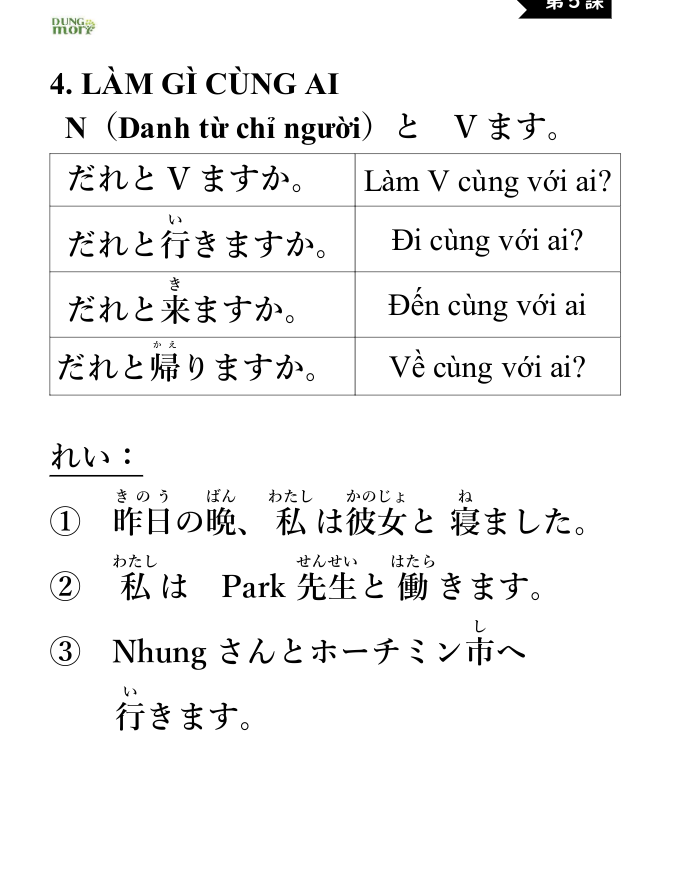 第5課
DUNG
mori
4. LÀM GÌ CÙNG AI
N（Danh từ chỉ người）と　V ます。
だれと V ますか。 Làm V cùng với ai?
い
だれと行きますか。 Đi cùng với ai?
き
だれと来ますか。 Đến cùng với ai
かえ
だれと帰りますか。 Về cùng với ai?
れい：
きのう ばん わたし かのじょ ね
① 昨日の晩、私は彼女と寝ました。
わたし せんせい はたら
② 私は　Park 先生と働きます。
し
③ Nhung さんとホーチミン市へ
い
行きます。